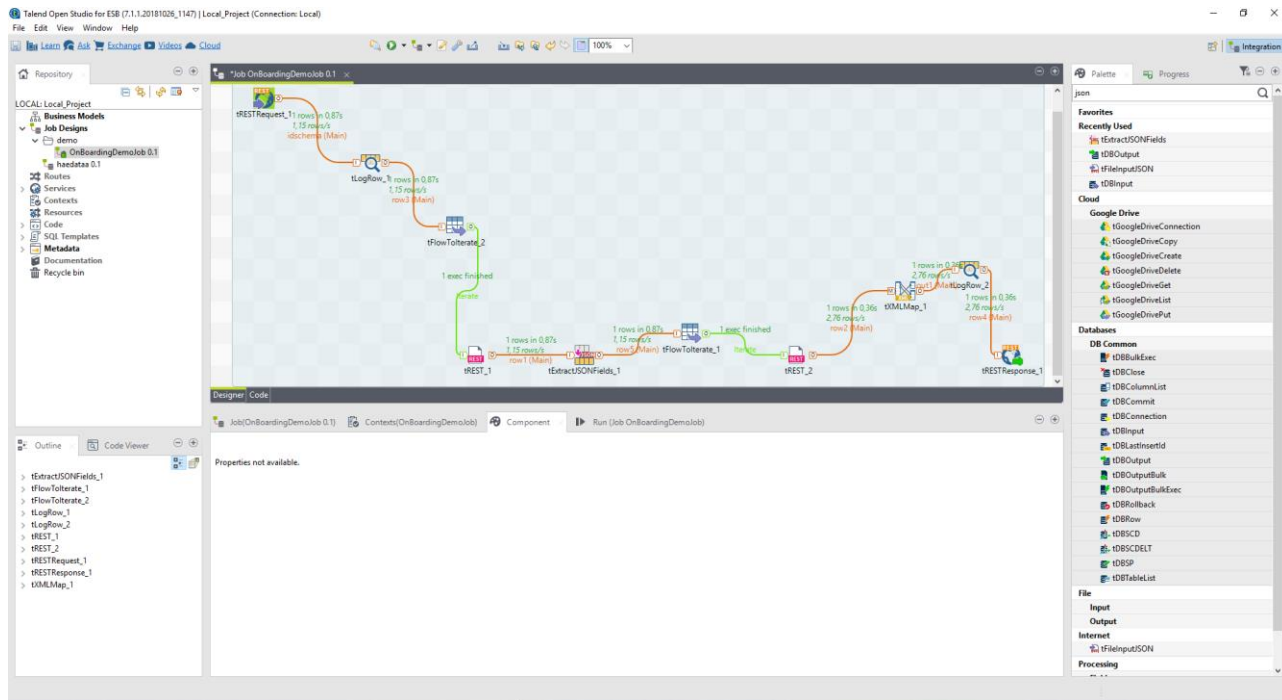 Talend Open Studio for ESB (7.1.1.20181026_1147) | Local_Project (Connection: Local)
File Edit View Window Help
Learn Ask Exchange Videos Cloud
100%
Integration
Repository
LOCAL: Local_Project
Business Models
Job Designs
demo
OnBoardingDemoJob 0.1
haedataa 0.1
Routes
Services
Contexts
Resources
Code
SQL Templates
Metadata
Documentation
Recycle bin
Outline
Code Viewer
tExtractJSONFields_1
tFlowToIterate_1
tFlowToIterate_2
tLogRow_1
tLogRow_2
tREST_1
tREST_2
tRESTRequest_1
tRESTResponse_1
tXMLMap_1
*Job OnBoardingDemoJob 0.1
tRESTRequest_1
1 rows in 0,87s
1,15 rows/s
idschema (Main)
tLogRow_1
rows in 0,87s
1,15 rows/s
row3 (Main)
tFlowToIterate_2
1 exec finished
Iterate
tREST_1
1 rows in 0,87s
1,15 rows/s
row1 (Main)
tExtractJSONFields_1
1 rows in 0,87s
1,15 rows/s
row5 (Main)
tFlowToIterate_1
1 exec finished
Iterate
tREST_2
1 rows in 0,36s
2,76 rows/s
row2 (Main)
tXMLMap_1
1 rows in 0,36s
2,76 rows/s
out1 (Main)
tLogRow_2
1 rows in 0,36s
2,76 rows/s
row4 (Main)
tRESTResponse_1
Designer Code
Job(OnBoardingDemoJob 0.1)
Contexts(OnBoardingDemoJob)
Component
Run (Job OnBoardingDemoJob)
Properties not available.
Palette
Progress
json
Favorites
Recently Used
tExtractJSONFields
tDBOutput
tFileInputJSON
tDBInput
Cloud
Google Drive
tGoogleDriveConnection
tGoogleDriveCopy
tGoogleDriveCreate
tGoogleDriveDelete
tGoogleDriveGet
tGoogleDriveList
tGoogleDrivePut
Databases
DB Common
tDBBulkExec
tDBClose
tDBColumnList
tDBCommit
tDBConnection
tDBInput
tDBLastInsertId
tDBOutput
tDBOutputBulk
tDBOutputBulkExec
tDBRollback
tDBRow
tDBSCD
tDBSCDELT
tDBSP
tDBTableList
File
Input
Output
Internet
tFileInputJSON
Processing